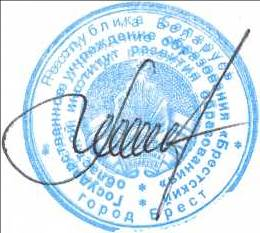 Республика Беларусь
Государственное учреждение образования «Брестский
областной институт развития образования»
город Брест